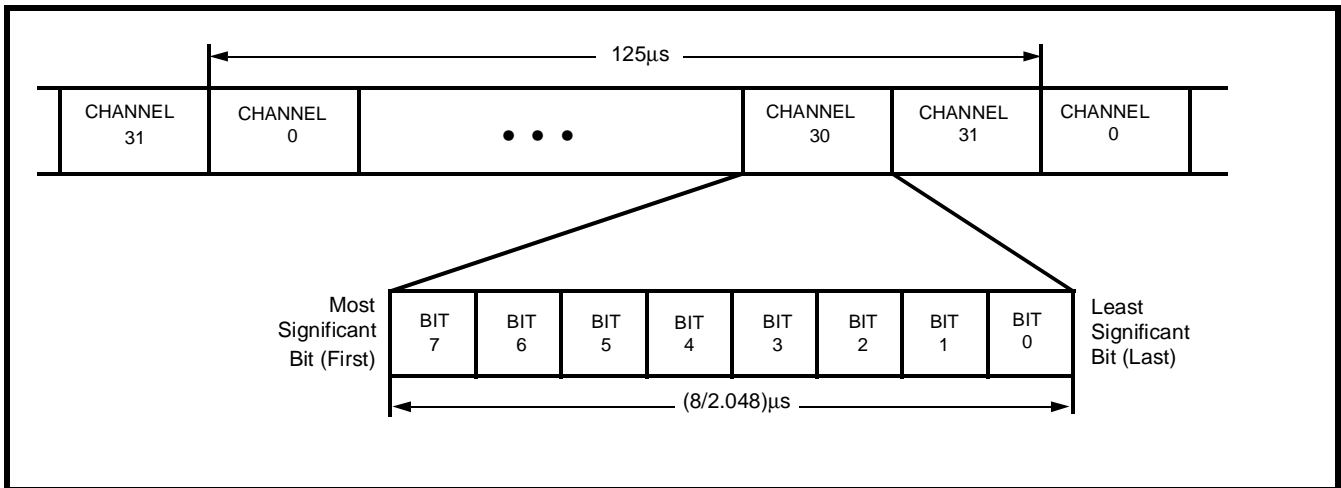 125μs
CHANNEL
31
CHANNEL
0
• • •
CHANNEL
30
CHANNEL
31
CHANNEL
0
Most
Significant
Bit (First)
BIT
7
BIT
6
BIT
5
BIT
4
BIT
3
BIT
2
BIT
1
BIT
0
Least
Significant
Bit (Last)
(8/2.048)μs